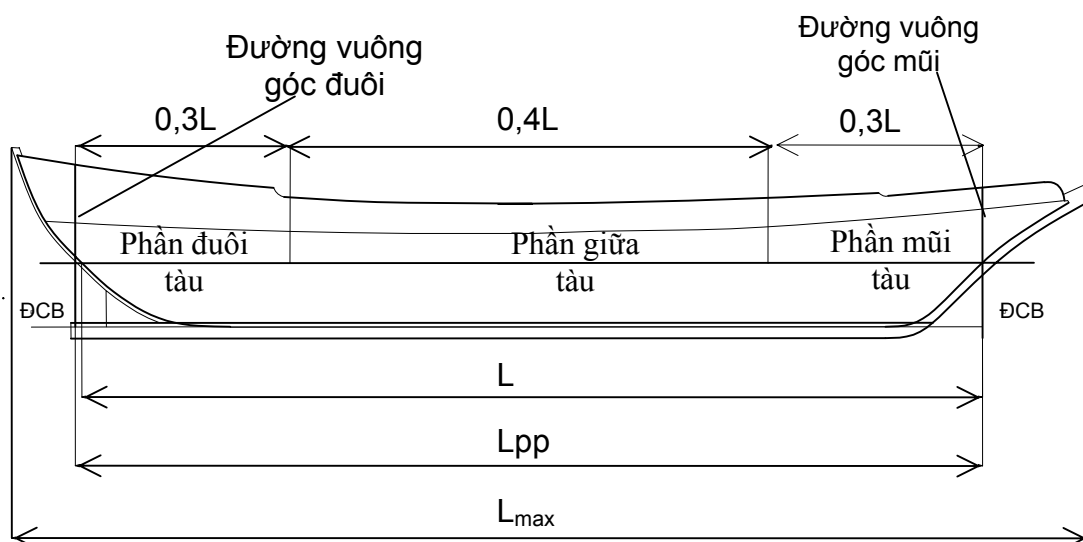 Đường vuông
góc đuôi
Đường vuông
góc mũi
0,3L
0,4L
0,3L
Phần đuôi
tàu
Phần giữa
tàu
Phần mũi
tàu
ĐCB
ĐCB
L
Lpp
Lmax